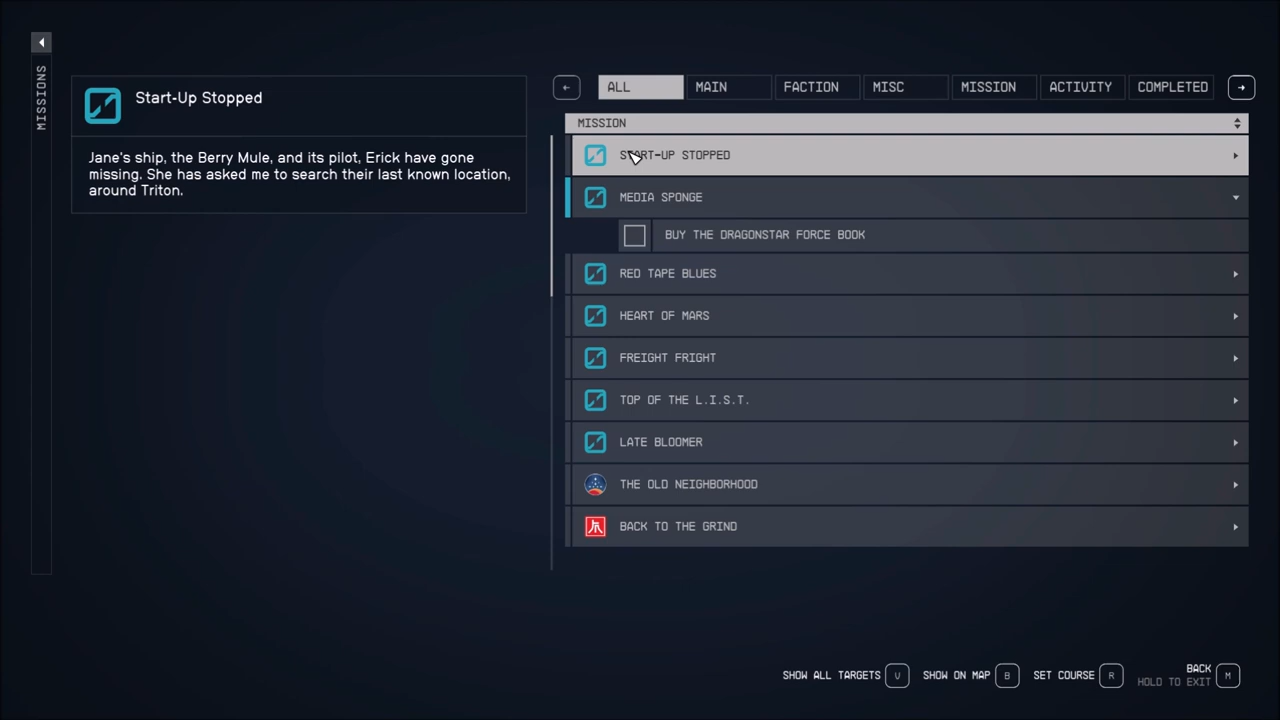 MISSIONS
Start-Up Stopped
Jane's ship, the Berry Mule, and its pilot, Erick have gone
missing. She has asked me to search their last known location,
around Triton.
ALL
MAIN
FACTION
MISC
MISSION
ACTIVITY
COMPLETED
MISSION
START-UP STOPPED
MEDIA SPONGE
BUY THE DRAGONSTAR FORCE BOOK
RED TAPE BLUES
HEART OF MARS
FREIGHT FRIGHT
TOP OF THE L.I.S.T.
LATE BLOOMER
THE OLD NEIGHBORHOOD
BACK TO THE GRIND
SHOW ALL TARGETS V
SHOW ON MAP B
SET COURSE R
BACK M
HOLD TO EXIT